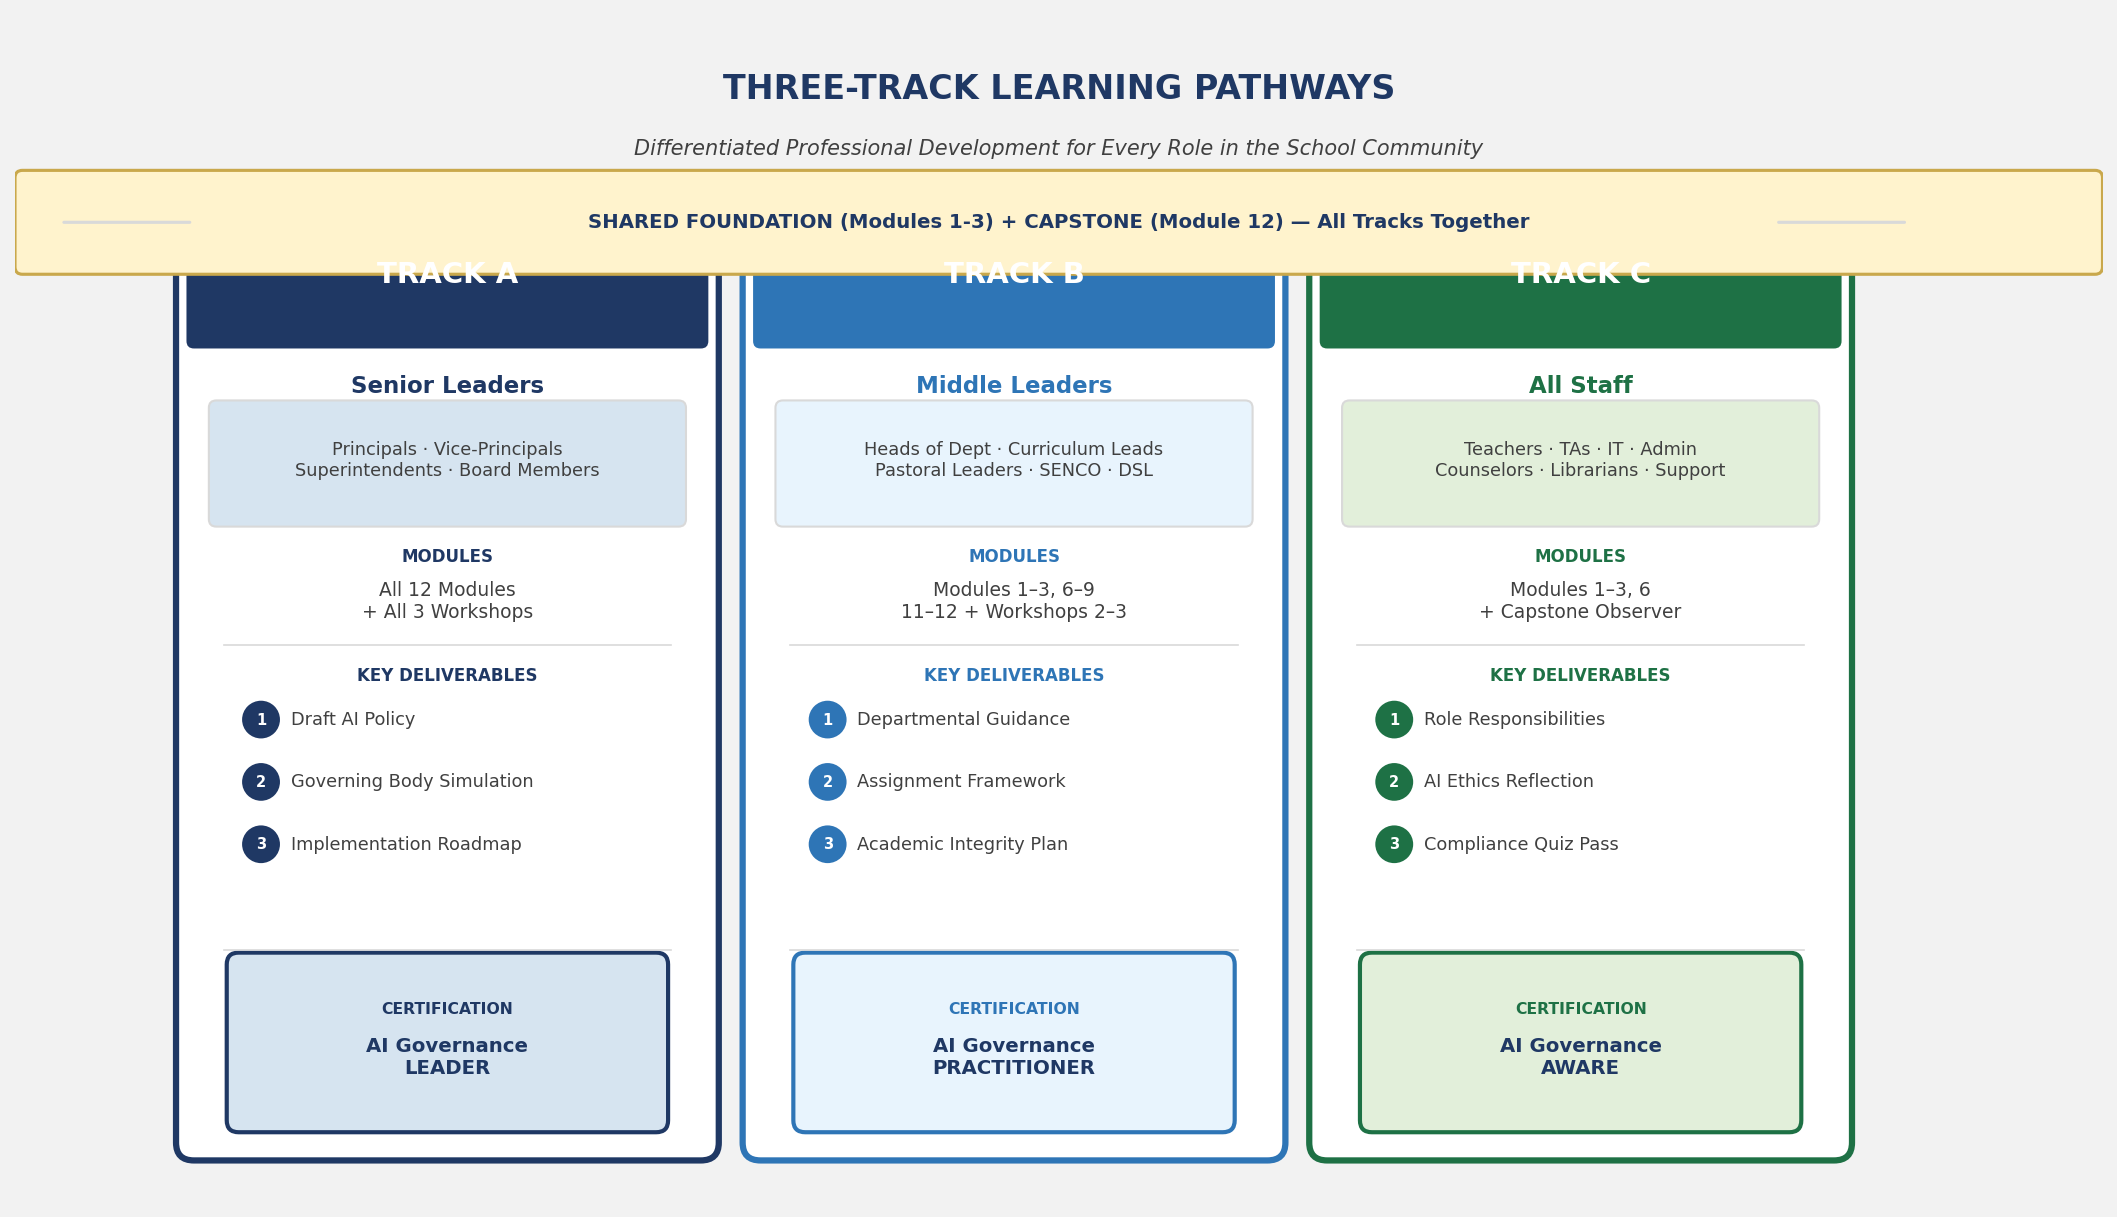 THREE-TRACK LEARNING PATHWAYS
Differentiated Professional Development for Every Role in the School Community
SHARED FOUNDATION (Modules 1-3) + CAPSTONE (Module 12) — All Tracks Together
TRACK A
Senior Leaders
Principals · Vice-Principals
Superintendents · Board Members
MODULES
All 12 Modules
+ All 3 Workshops
KEY DELIVERABLES
1 Draft AI Policy
2 Governing Body Simulation
3 Implementation Roadmap
CERTIFICATION
AI Governance
LEADER
TRACK B
Middle Leaders
Heads of Dept · Curriculum Leads
Pastoral Leaders · SENCO · DSL
MODULES
Modules 1–3, 6–9
11–12 + Workshops 2–3
KEY DELIVERABLES
1 Departmental Guidance
2 Assignment Framework
3 Academic Integrity Plan
CERTIFICATION
AI Governance
PRACTITIONER
TRACK C
All Staff
Teachers · TAs · IT · Admin
Counselors · Librarians · Support
MODULES
Modules 1–3, 6
+ Capstone Observer
KEY DELIVERABLES
1 Role Responsibilities
2 AI Ethics Reflection
3 Compliance Quiz Pass
CERTIFICATION
AI Governance
AWARE